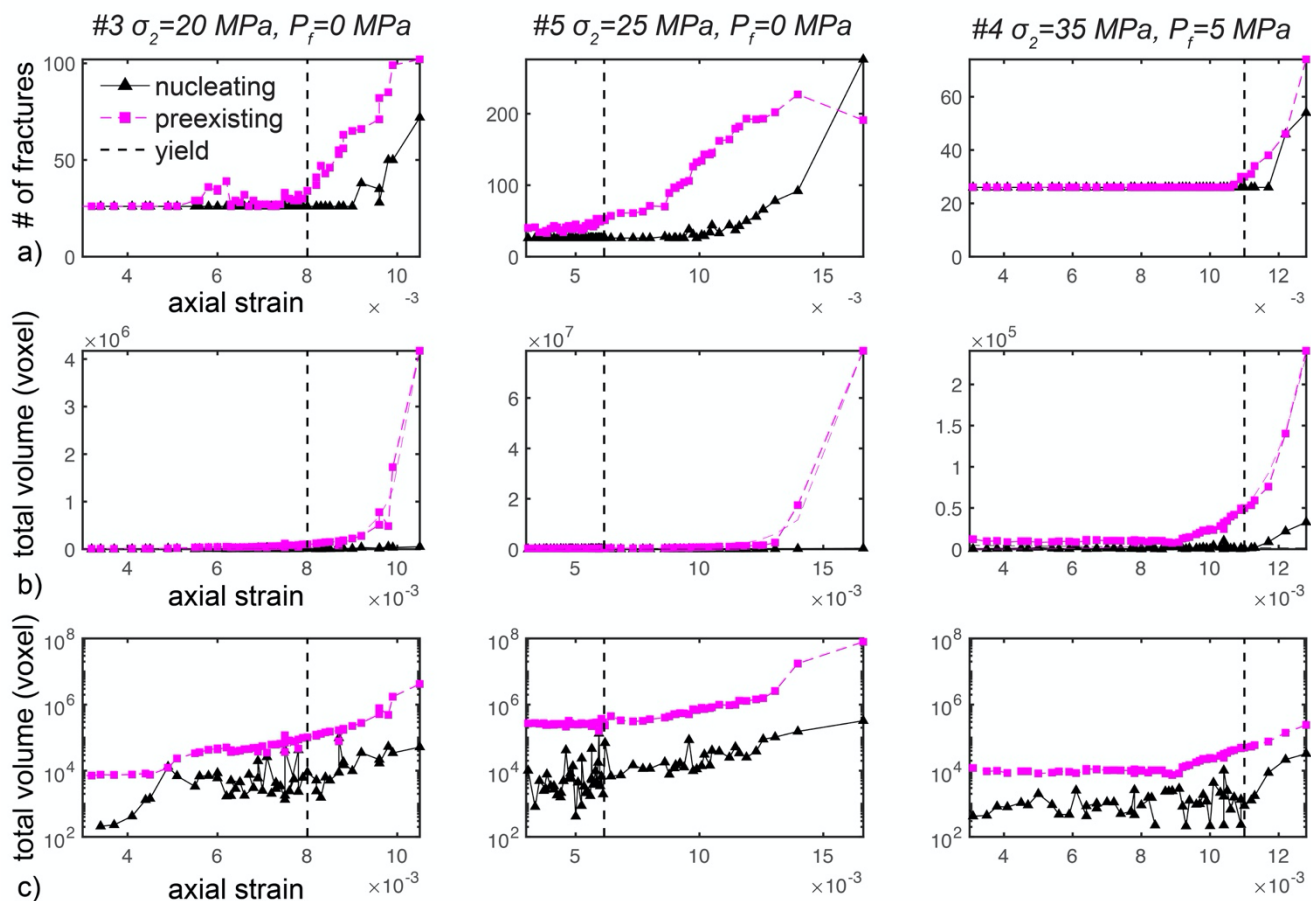 #3 σ2=20 MPa, Pf=0 MPa
#5 σ2=25 MPa, Pf=0 MPa
#4 σ2=35 MPa, Pf=5 MPa
# of fractures
100
50
0
nucleating
preexisting
yield
4 6 8 10
axial strain
× -3
200
100
0
5 10 15
× -3
60
40
20
0
4 6 8 10 12
× -3
a)
total volume (voxel)
×10^6
4
3
2
1
0
4 6 8 10
axial strain
×10^-3
×10^7
6
4
2
0
5 10 15
×10^-3
×10^5
2
1
0.5
0
4 6 8 10 12
×10^-3
b)
total volume (voxel)
10^8
10^6
10^4
10^2
4 6 8 10
axial strain
×10^-3
10^8
10^6
10^4
10^2
5 10 15
×10^-3
10^8
10^6
10^4
10^2
4 6 8 10 12
×10^-3
c)